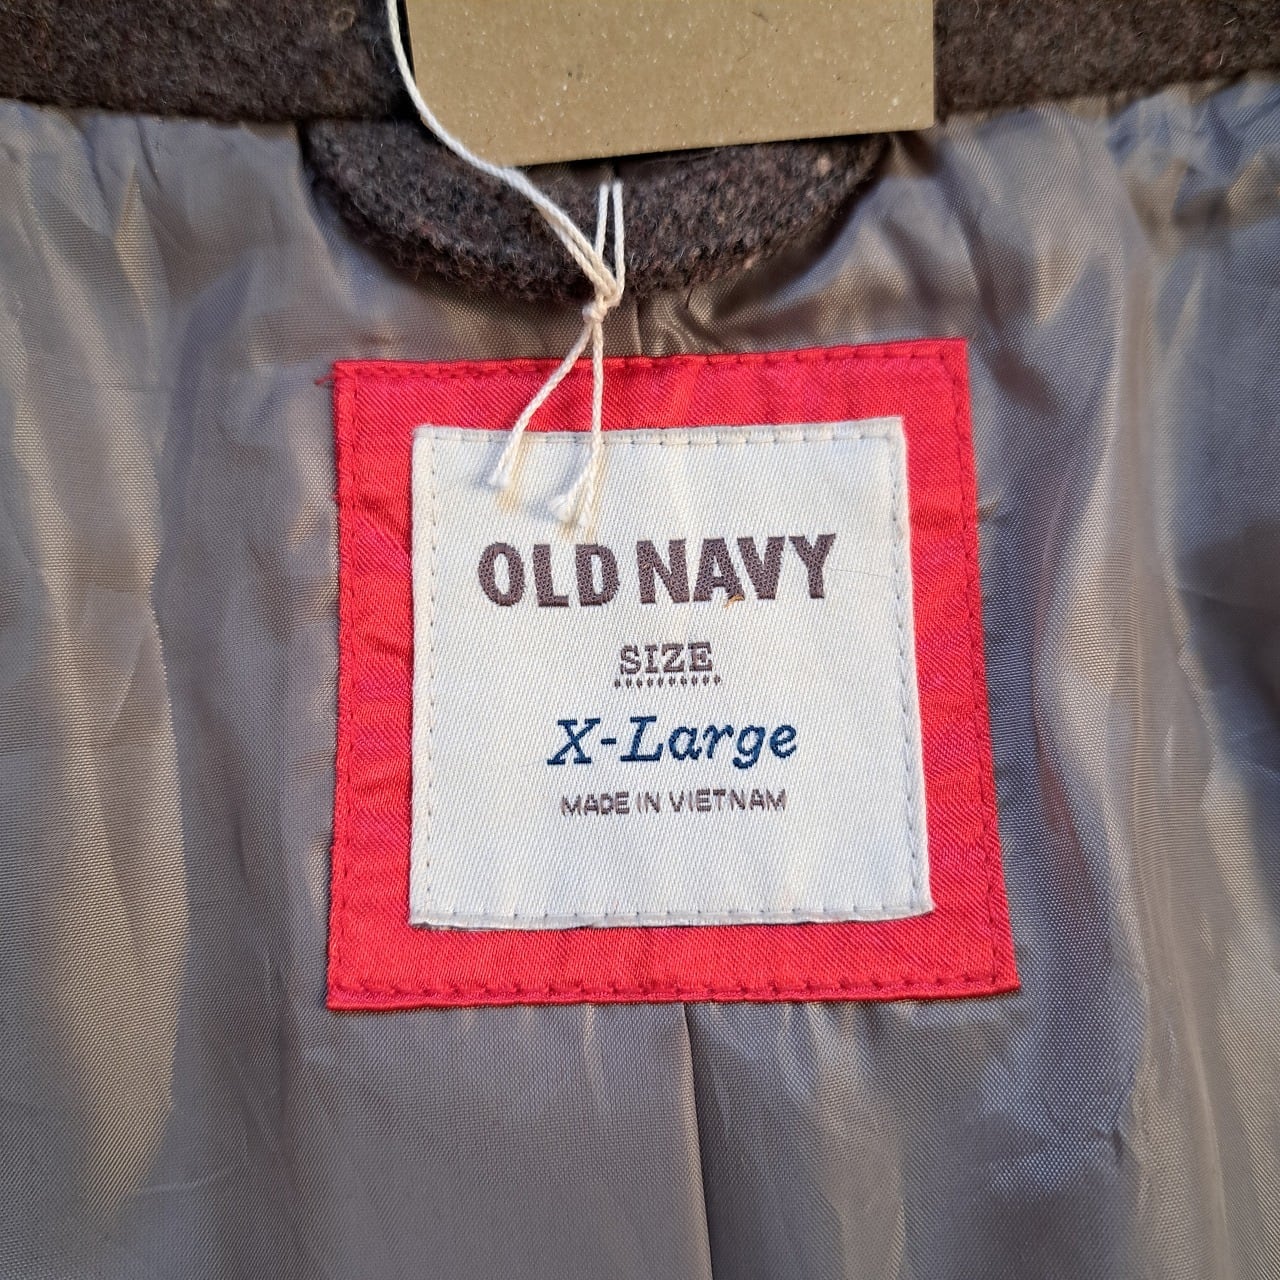 OLD NAVY
SIZE
X-Large
MADE IN VIETNAM